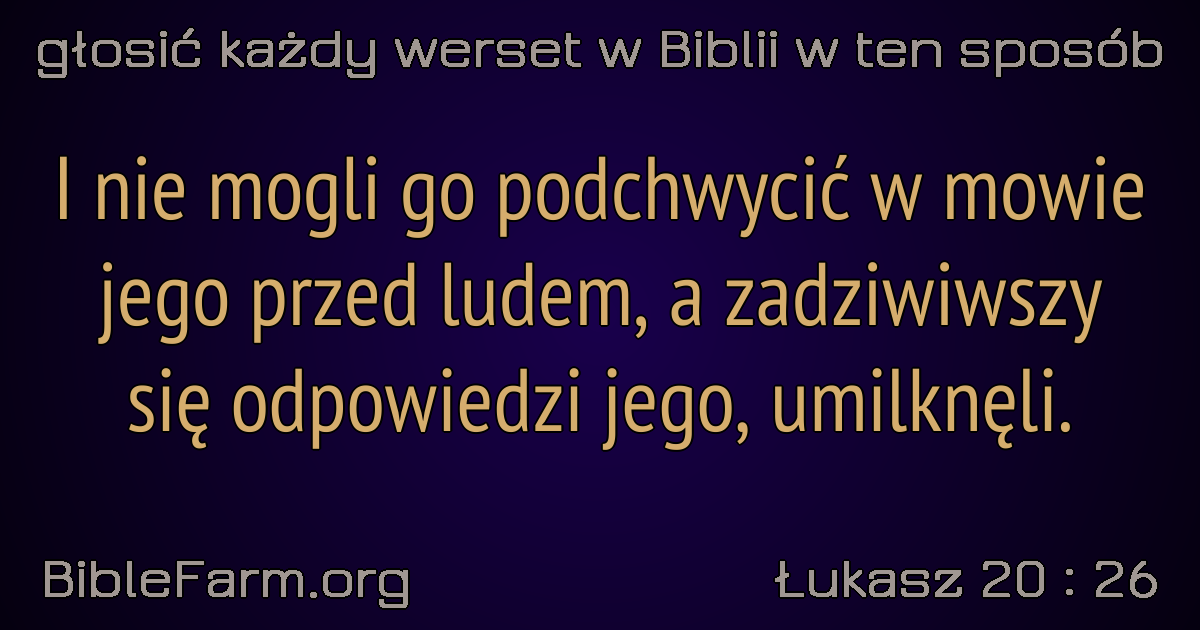 głosić każdy werset w Biblii w ten sposób
I nie mogli go podchwycić w mowie
jego przed ludem, a zadziwiwszy
się odpowiedzi jego, umilknęli.
BibleFarm.org
Łukasz 20 : 26